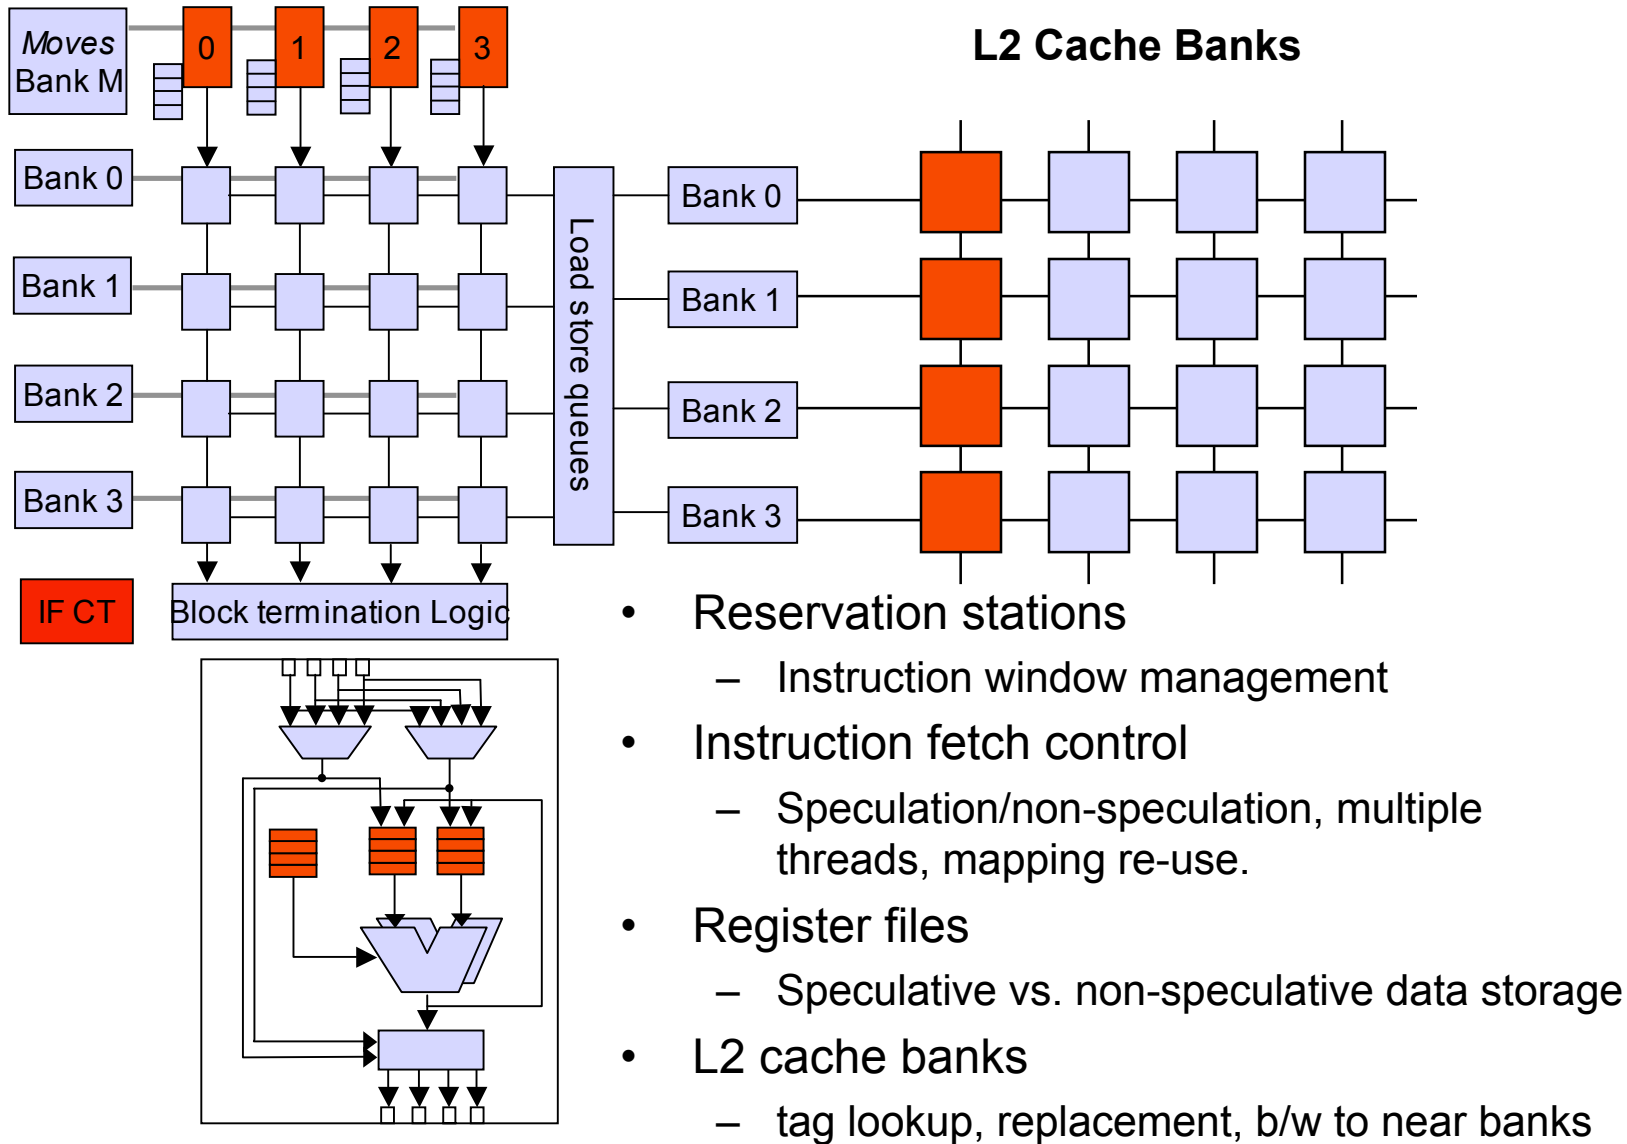 Moves
Bank M
0
1
2
3
L2 Cache Banks
Bank 0
Bank 1
Bank 2
Bank 3
Load store queues
Bank 0
Bank 1
Bank 2
Bank 3
IF CT
Block termination Logic
• Reservation stations
– Instruction window management
• Instruction fetch control
– Speculation/non-speculation, multiple
threads, mapping re-use.
• Register files
– Speculative vs. non-speculative data storage
• L2 cache banks
– tag lookup, replacement, b/w to near banks